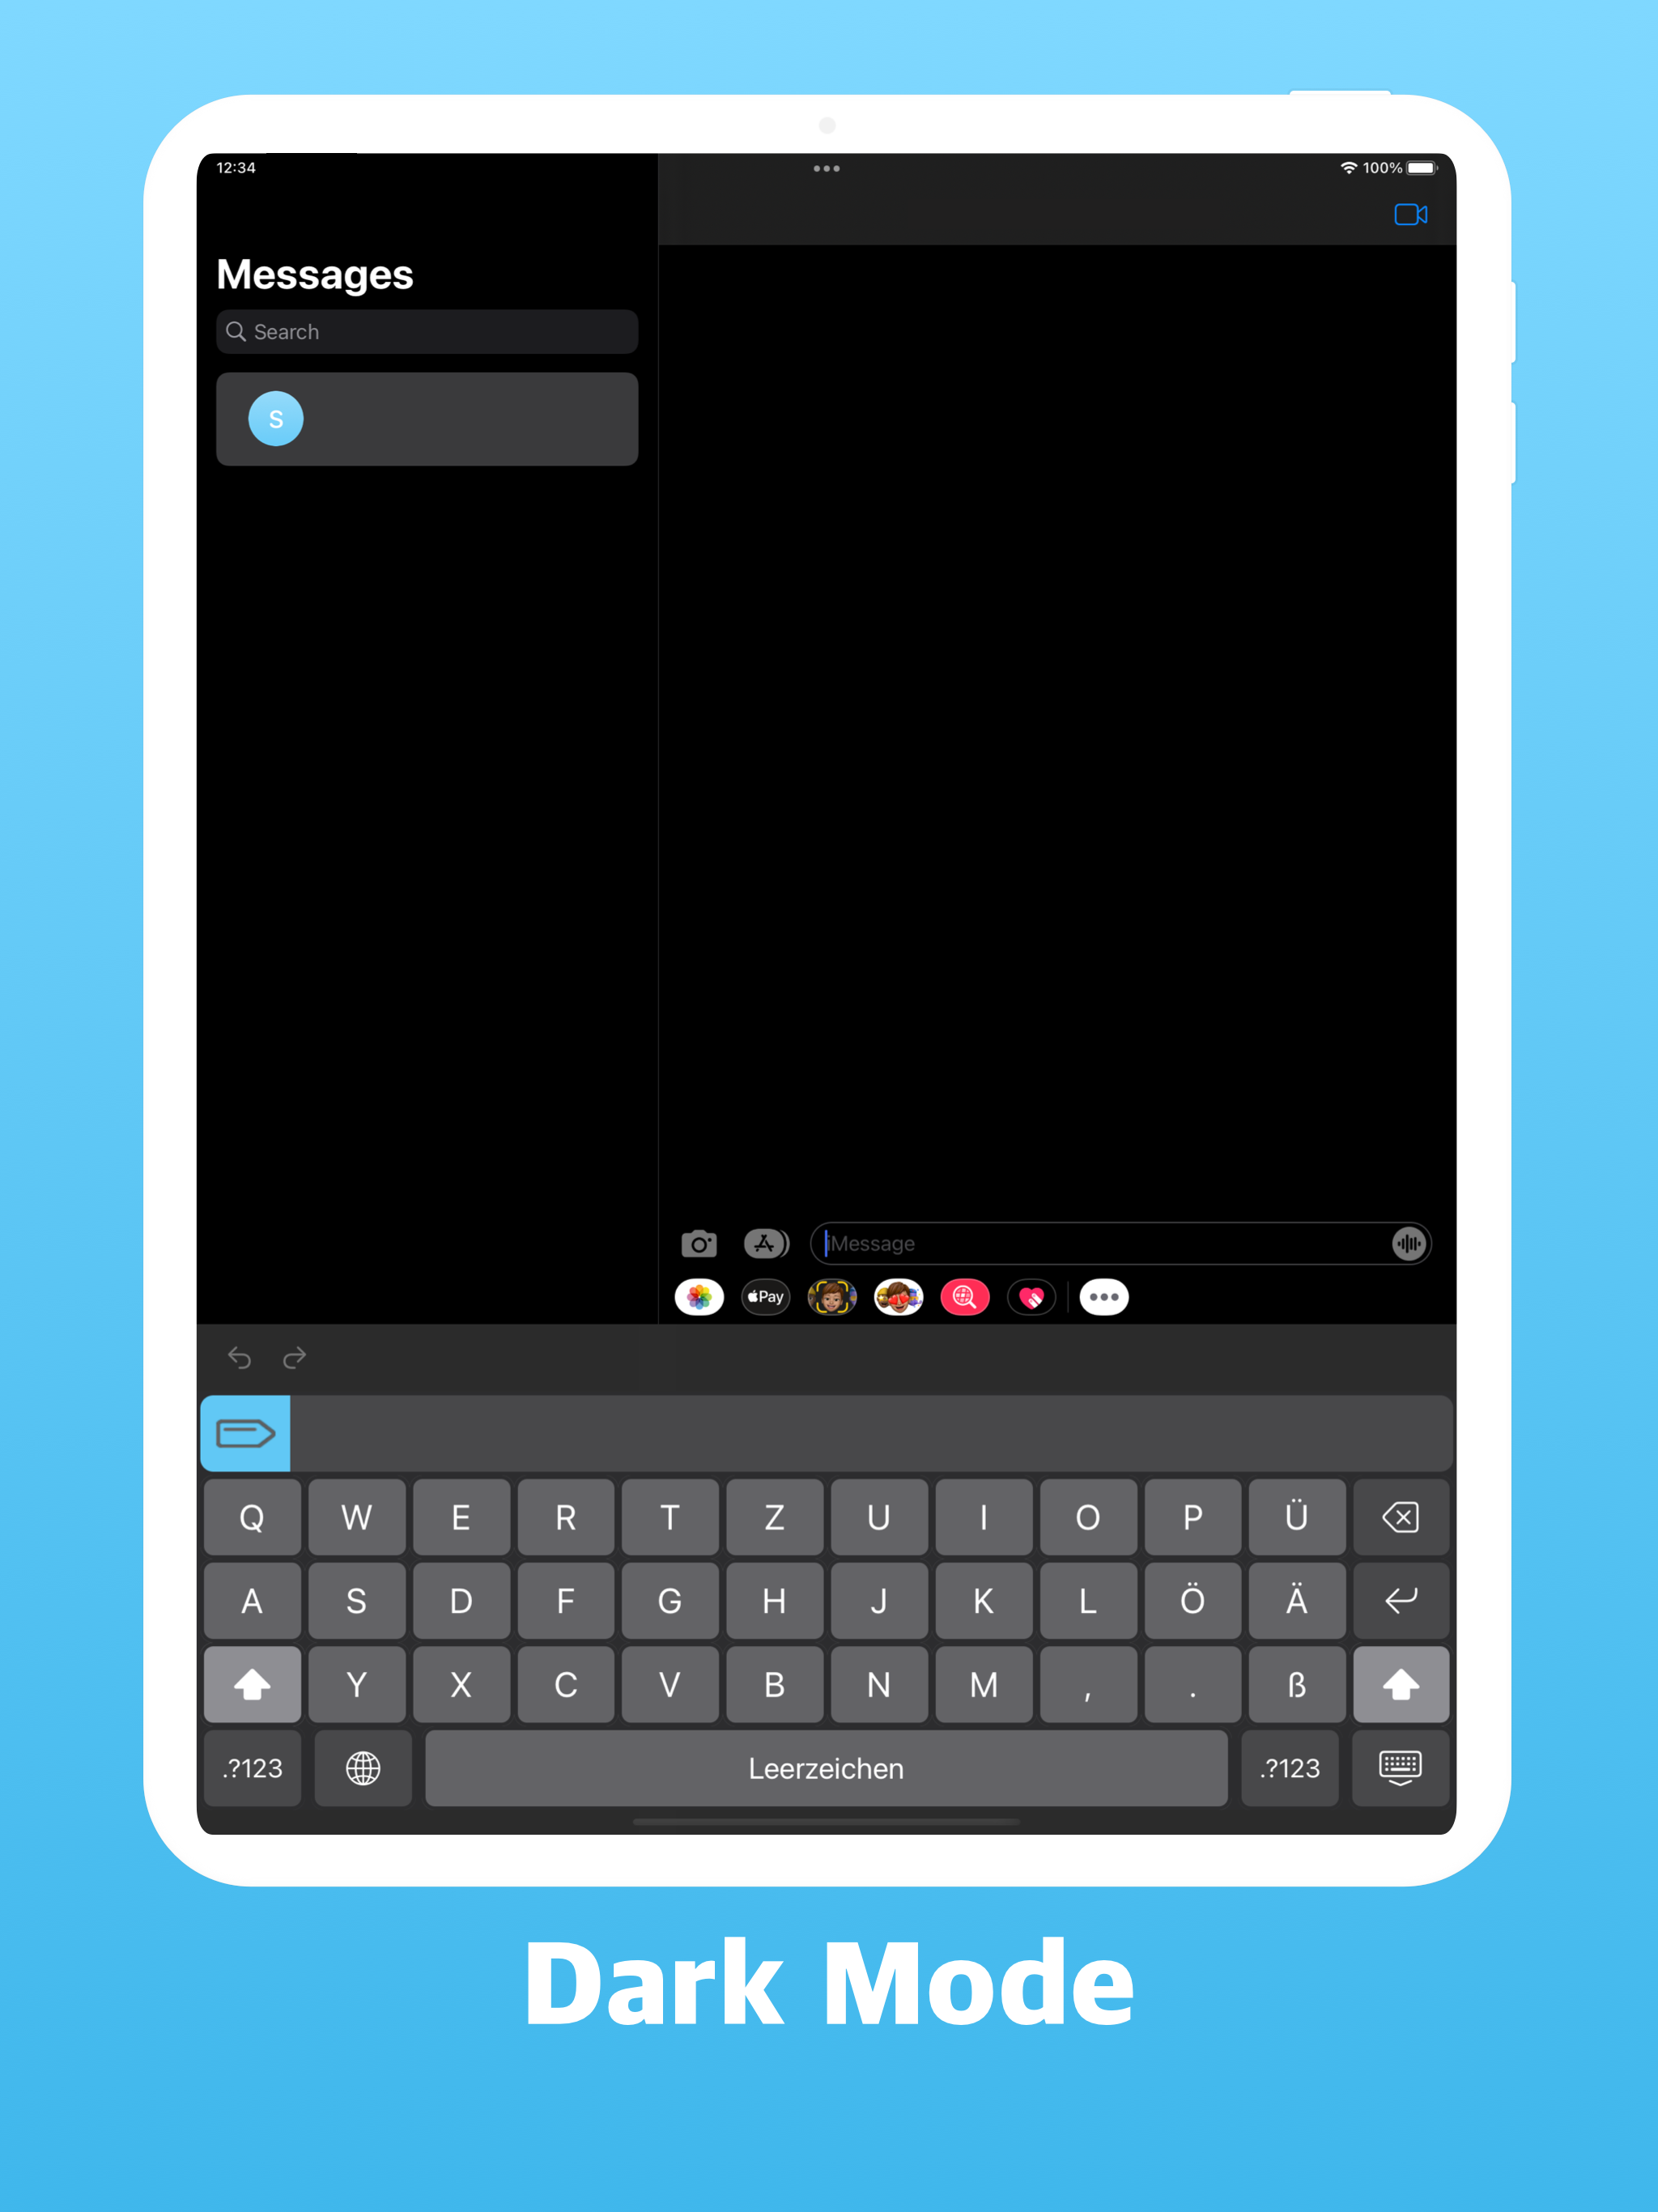 12:34
100%
Messages
Search
S
iMessage
Pay
Q W E R T Z U I O P Ü
A S D F G H J K L Ö Ä
Y X C V B N M , . ß
.?123 Leerzeichen .?123
Dark Mode